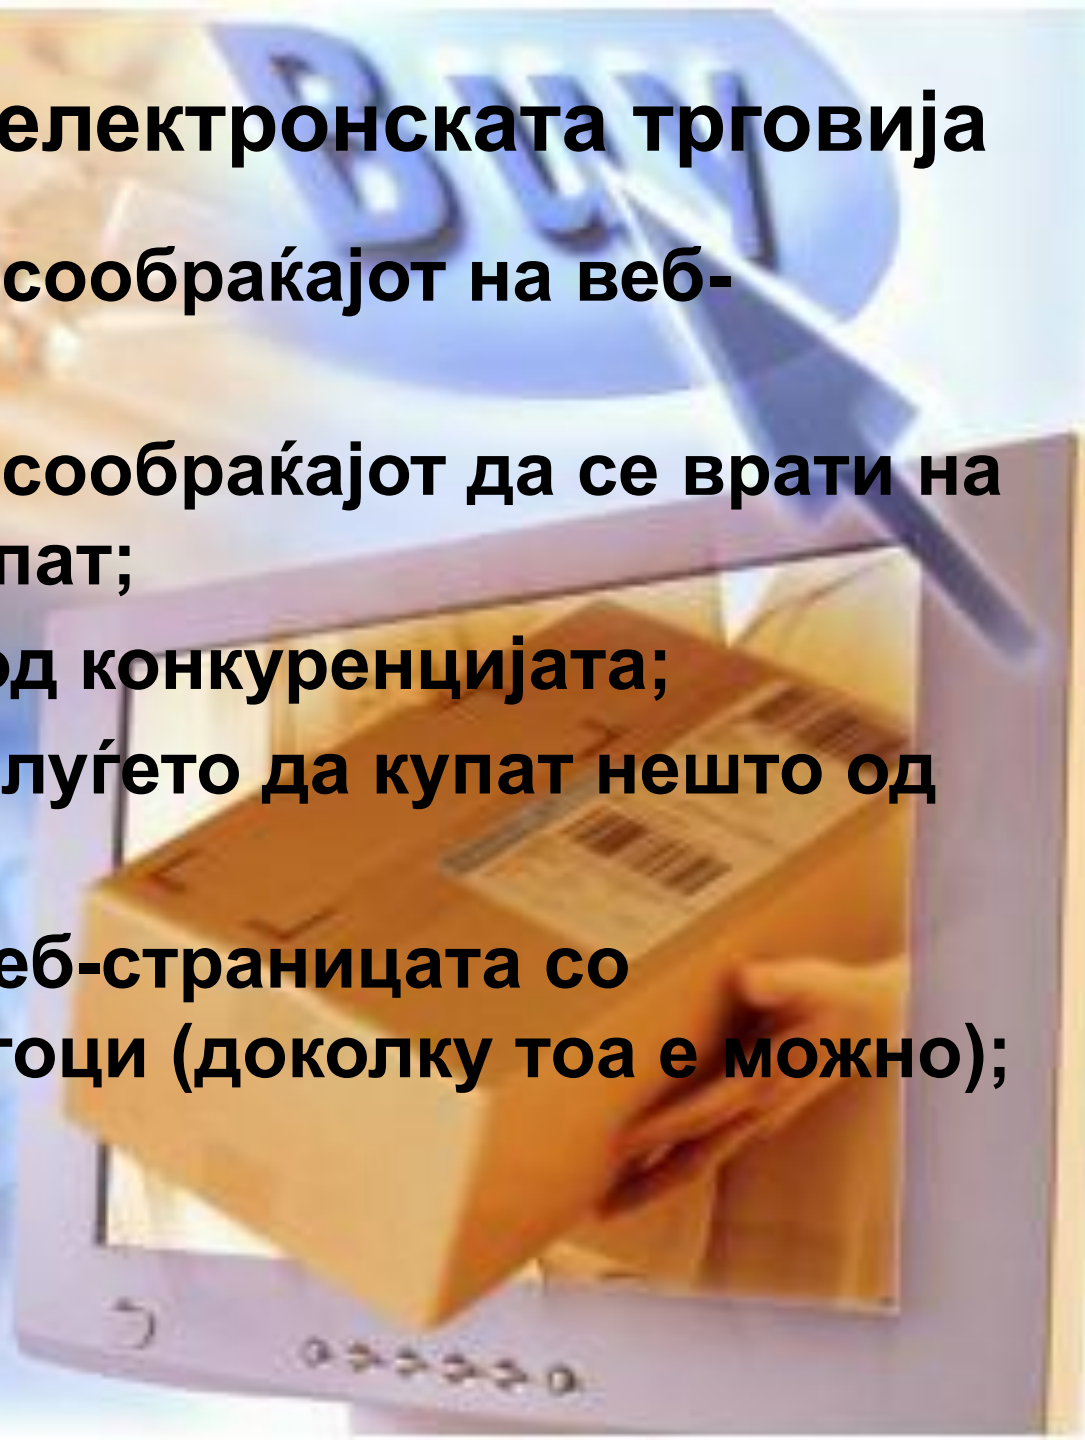 Buy
електронската трговија
сообраќајот на веб-
сообраќајот да се врати на
пат;
од конкуренцијата;
луѓето да купат нешто од
еб-страницата со
тоци (доколку тоа е можно);